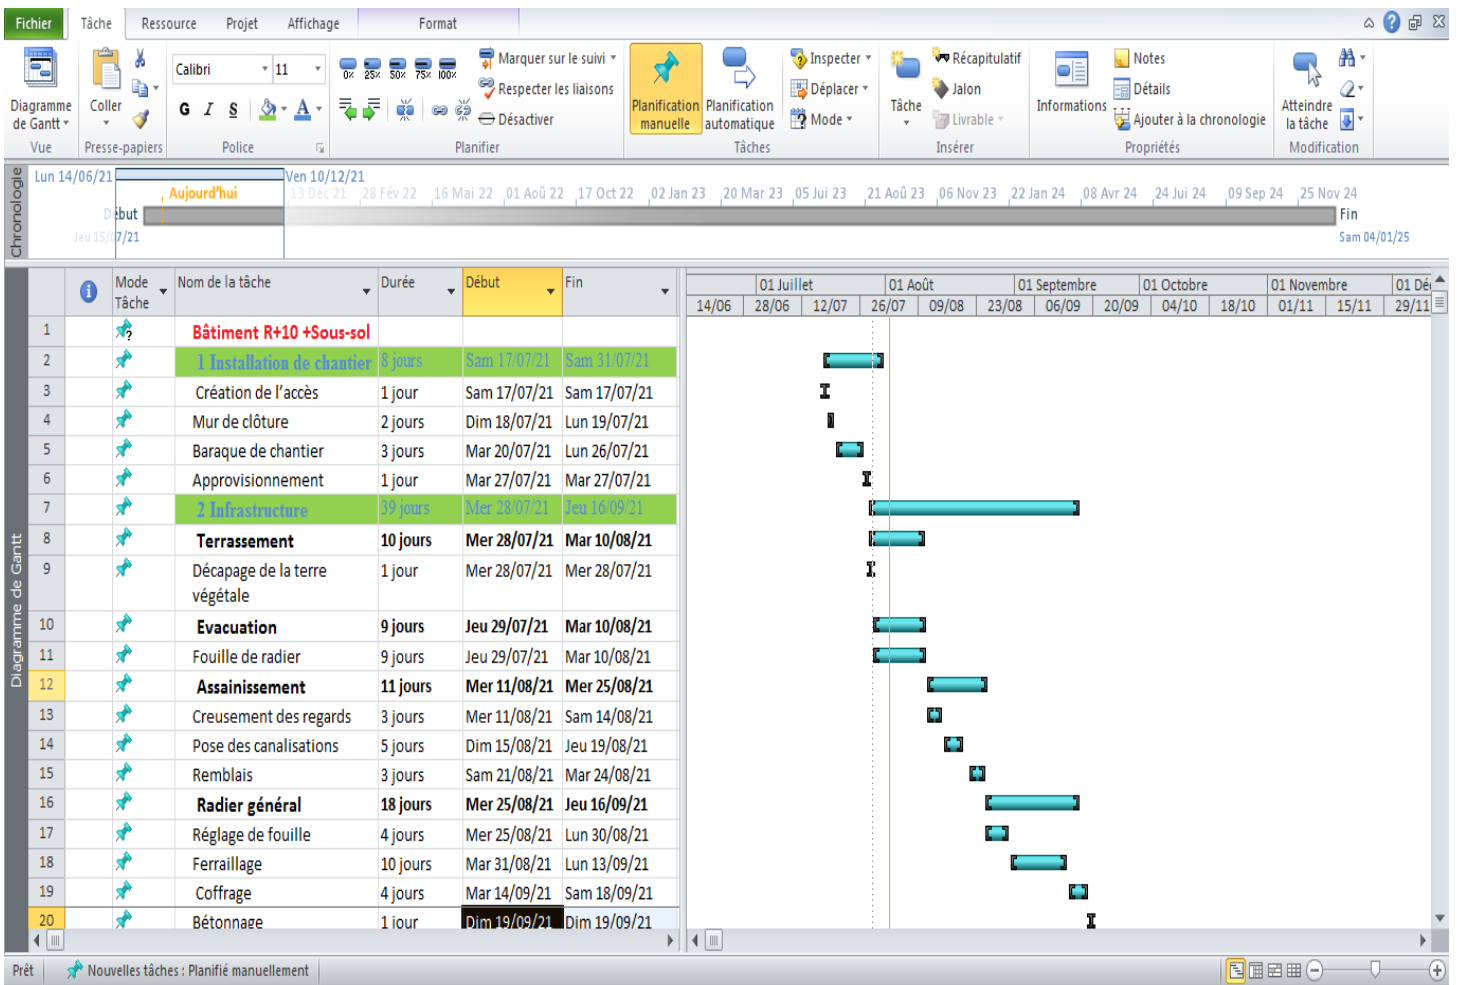 Fichier Tâche Ressource Projet Affichage Format
Diagramme de Gantt
Vue
Coller
Presse-papiers
Calibri 11
G I S A
Police
0% 25% 50% 75% 100%
Marquer sur le suivi
Respecter les liaisons
Désactiver
Planifier
Planification manuelle
Planification automatique
Inspecter
Déplacer
Mode
Tâches
Tâche
Récapitulatif
Jalon
Livrable
Insérer
Informations
Notes
Détails
Ajouter à la chronologie
Propriétés
Atteindre la tâche
Modification
Chronologie
Lun 14/06/21 Ven 10/12/21
Aujourd'hui 13 Déc 21 28 Fév 22 16 Mai 22 01 Aoû 22 17 Oct 22 02 Jan 23 20 Mar 23 05 Jui 23 21 Aoû 23 06 Nov 23 22 Jan 24 08 Avr 24 24 Jui 24 09 Sep 24 25 Nov 24
Début Fin
Jeu 15/07/21 Sam 04/01/25
Diagramme de Gantt
Mode Tâche Nom de la tâche Durée Début Fin
01 Juillet 01 Août 01 Septembre 01 Octobre 01 Novembre 01 Déc
14/06 28/06 12/07 26/07 09/08 23/08 06/09 20/09 04/10 18/10 01/11 15/11 29/11
1 ? Bâtiment R+10 +Sous-sol
2 1 Installation de chantier 8 jours Sam 17/07/21 Sam 31/07/21
3 Création de l'accès 1 jour Sam 17/07/21 Sam 17/07/21
4 Mur de clôture 2 jours Dim 18/07/21 Lun 19/07/21
5 Baraque de chantier 3 jours Mar 20/07/21 Lun 26/07/21
6 Approvisionnement 1 jour Mar 27/07/21 Mar 27/07/21
7 2 Infrastructure 39 jours Mer 28/07/21 Jeu 16/09/21
8 Terrassement 10 jours Mer 28/07/21 Mar 10/08/21
9 Décapage de la terre végétale 1 jour Mer 28/07/21 Mer 28/07/21
10 Evacuation 9 jours Jeu 29/07/21 Mar 10/08/21
11 Fouille de radier 9 jours Jeu 29/07/21 Mar 10/08/21
12 Assainissement 11 jours Mer 11/08/21 Mer 25/08/21
13 Creusement des regards 3 jours Mer 11/08/21 Sam 14/08/21
14 Pose des canalisations 5 jours Dim 15/08/21 Jeu 19/08/21
15 Remblais 3 jours Sam 21/08/21 Mar 24/08/21
16 Radier général 18 jours Mer 25/08/21 Jeu 16/09/21
17 Réglage de fouille 4 jours Mer 25/08/21 Lun 30/08/21
18 Ferraillage 10 jours Mar 31/08/21 Lun 13/09/21
19 Coffrage 4 jours Mar 14/09/21 Sam 18/09/21
20 Bétonnage 1 jour Dim 19/09/21 Dim 19/09/21
Prêt Nouvelles tâches : Planifié manuellement